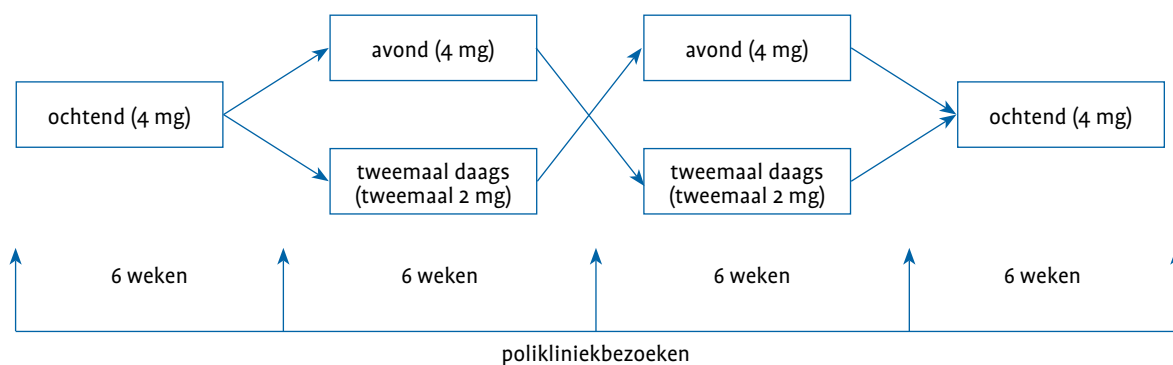 avond (4 mg)
avond (4 mg)
ochtend (4 mg)
ochtend (4 mg)
tweemaal daags
(tweemaal 2 mg)
tweemaal daags
(tweemaal 2 mg)
6 weken
6 weken
6 weken
6 weken
polikliniekbezoeken